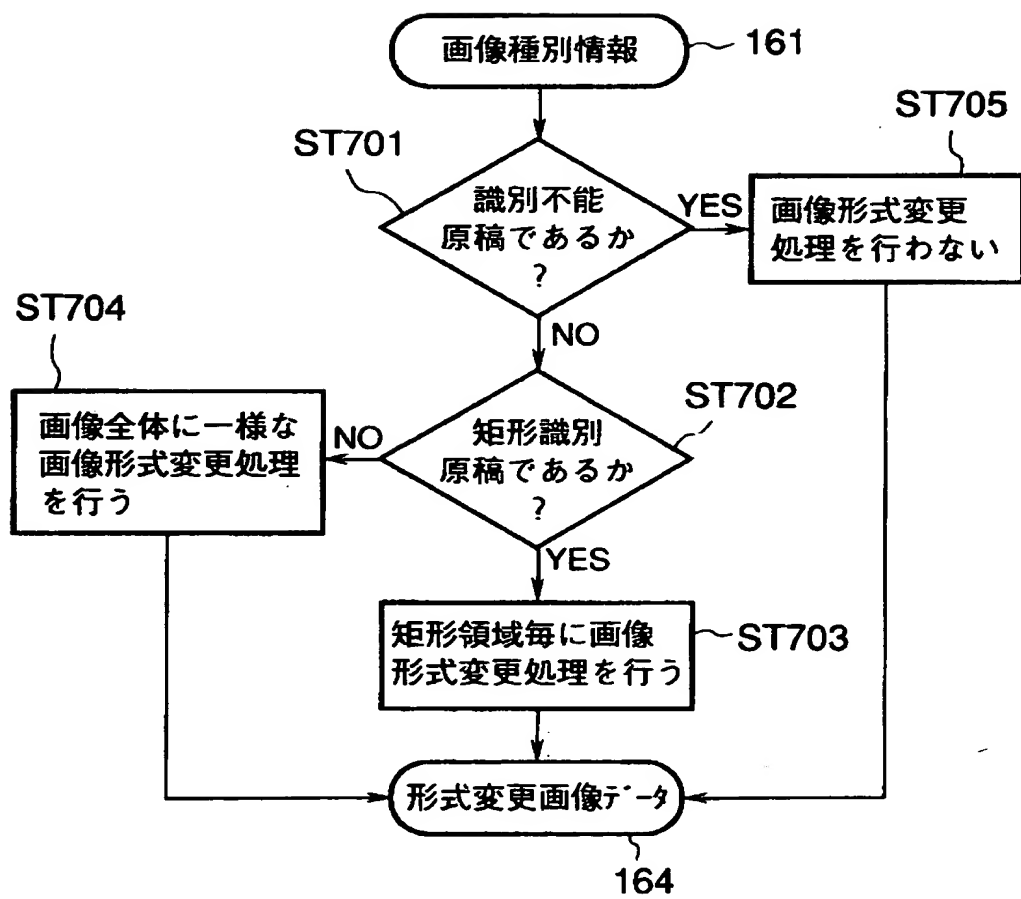 画像種別情報
161
ST701
識別不能
原稿であるか
?
YES
ST705
画像形式変更
処理を行わない
NO
ST704
画像全体に一様な
画像形式変更処理
を行う
NO
ST702
矩形識別
原稿であるか
?
YES
矩形領域毎に画像
形式変更処理を行う
ST703
形式変更画像データ
164